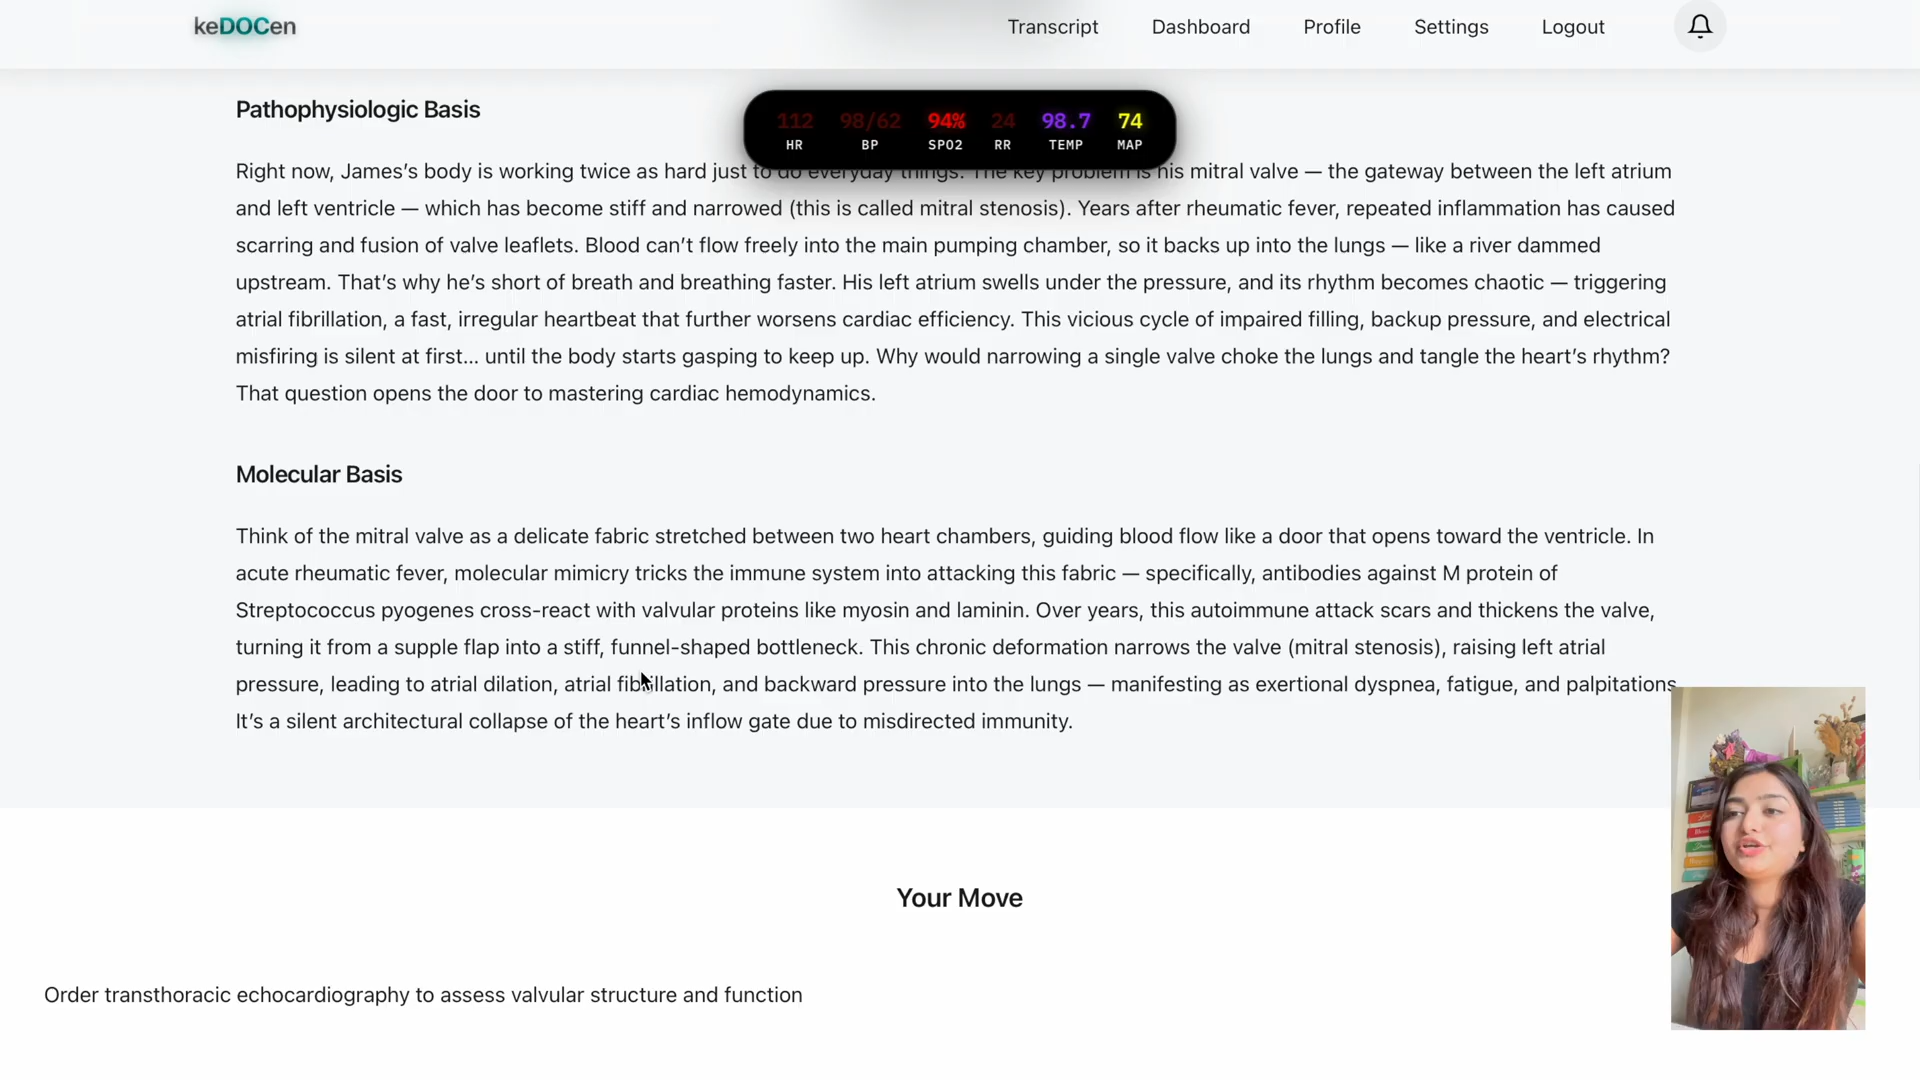 keDOCen
Transcript Dashboard Profile Settings Logout
Pathophysiologic Basis
112 98/62 94% 24 98.7 74
HR BP SPO2 RR TEMP MAP
Right now, James’s body is working twice as hard just to do everyday things. The key problem is his mitral valve — the gateway between the left atrium
and left ventricle — which has become stiff and narrowed (this is called mitral stenosis). Years after rheumatic fever, repeated inflammation has caused
scarring and fusion of valve leaflets. Blood can’t flow freely into the main pumping chamber, so it backs up into the lungs — like a river dammed
upstream. That’s why he’s short of breath and breathing faster. His left atrium swells under the pressure, and its rhythm becomes chaotic — triggering
atrial fibrillation, a fast, irregular heartbeat that further worsens cardiac efficiency. This vicious cycle of impaired filling, backup pressure, and electrical
misfiring is silent at first... until the body starts gasping to keep up. Why would narrowing a single valve choke the lungs and tangle the heart’s rhythm?
That question opens the door to mastering cardiac hemodynamics.
Molecular Basis
Think of the mitral valve as a delicate fabric stretched between two heart chambers, guiding blood flow like a door that opens toward the ventricle. In
acute rheumatic fever, molecular mimicry tricks the immune system into attacking this fabric — specifically, antibodies against M protein of
Streptococcus pyogenes cross-react with valvular proteins like myosin and laminin. Over years, this autoimmune attack scars and thickens the valve,
turning it from a supple flap into a stiff, funnel-shaped bottleneck. This chronic deformation narrows the valve (mitral stenosis), raising left atrial
pressure, leading to atrial dilation, atrial fibrillation, and backward pressure into the lungs — manifesting as exertional dyspnea, fatigue, and palpitations.
It’s a silent architectural collapse of the heart’s inflow gate due to misdirected immunity.
Your Move
Order transthoracic echocardiography to assess valvular structure and function